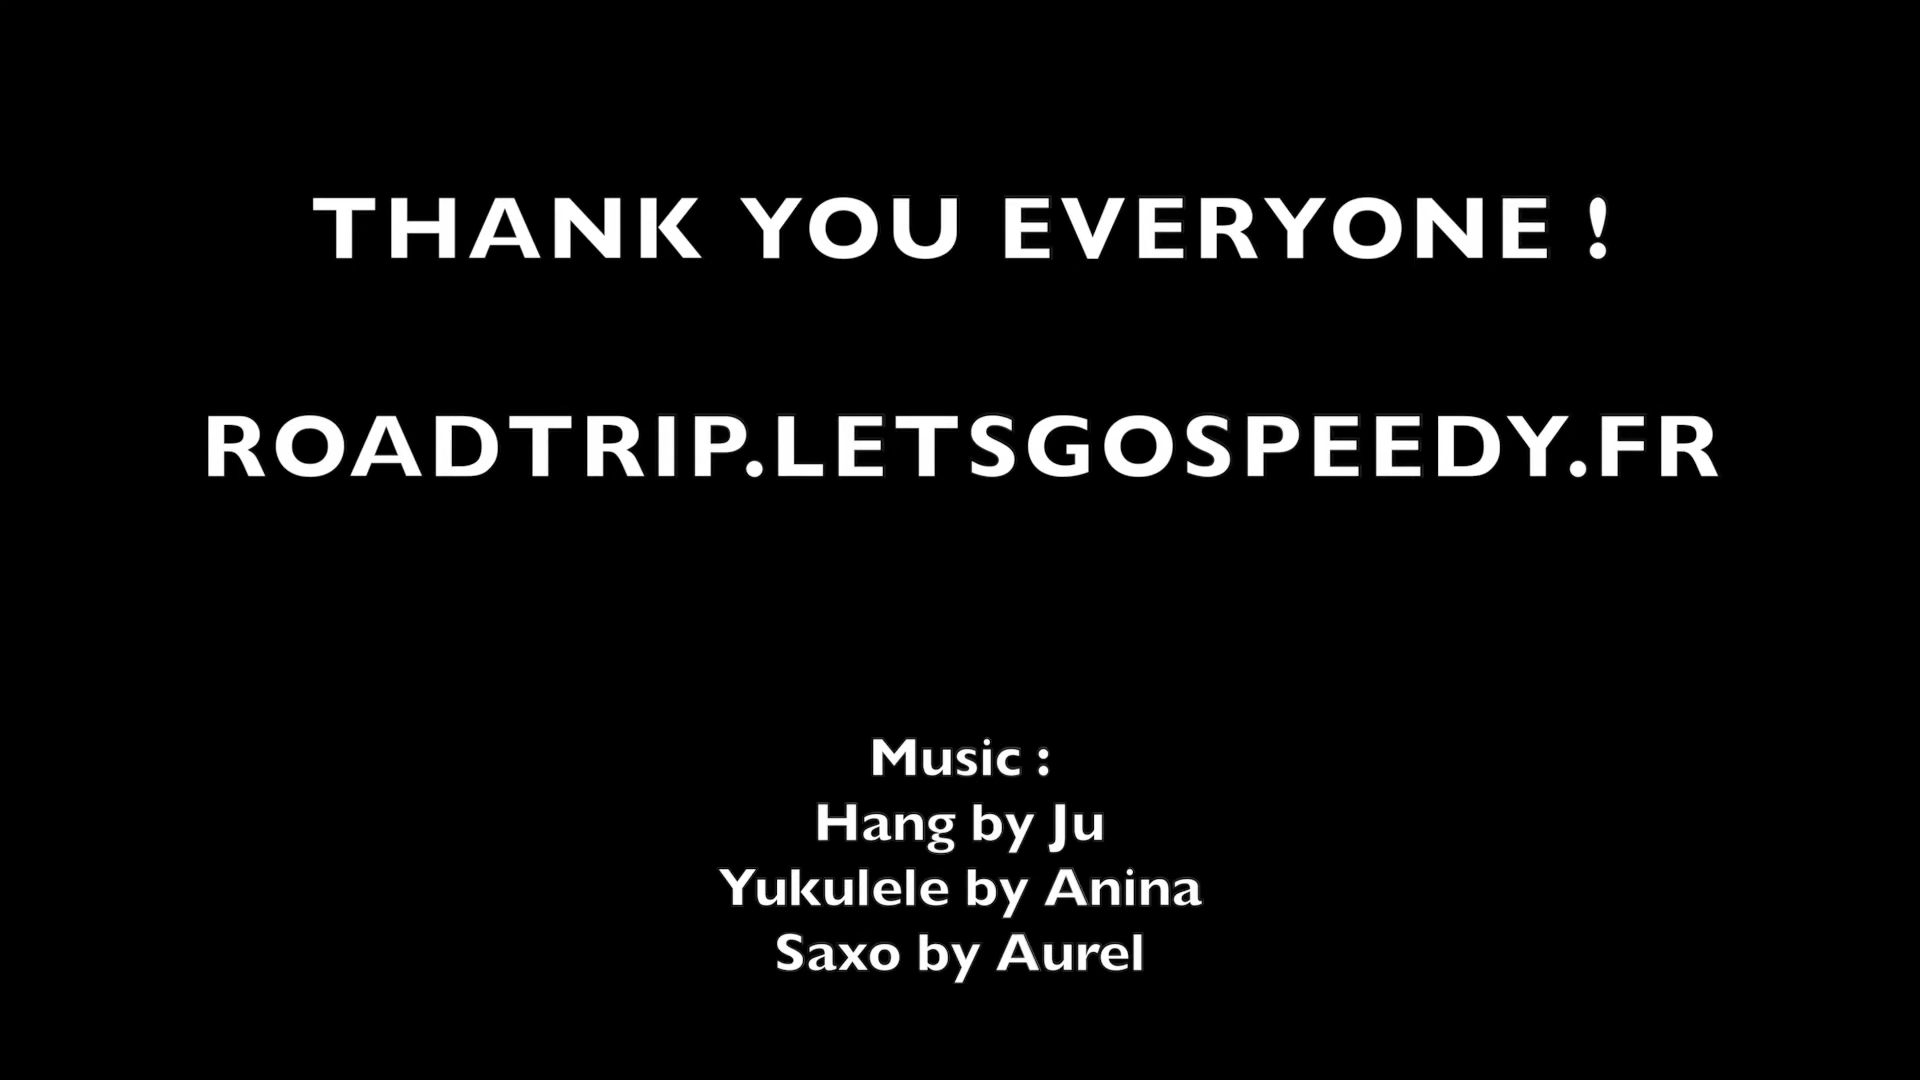 THANK YOU EVERYONE !
ROADTRIP.LETSGOSPEEDY.FR
Music :
Hang by Ju
Yukulele by Anina
Saxo by Aurel